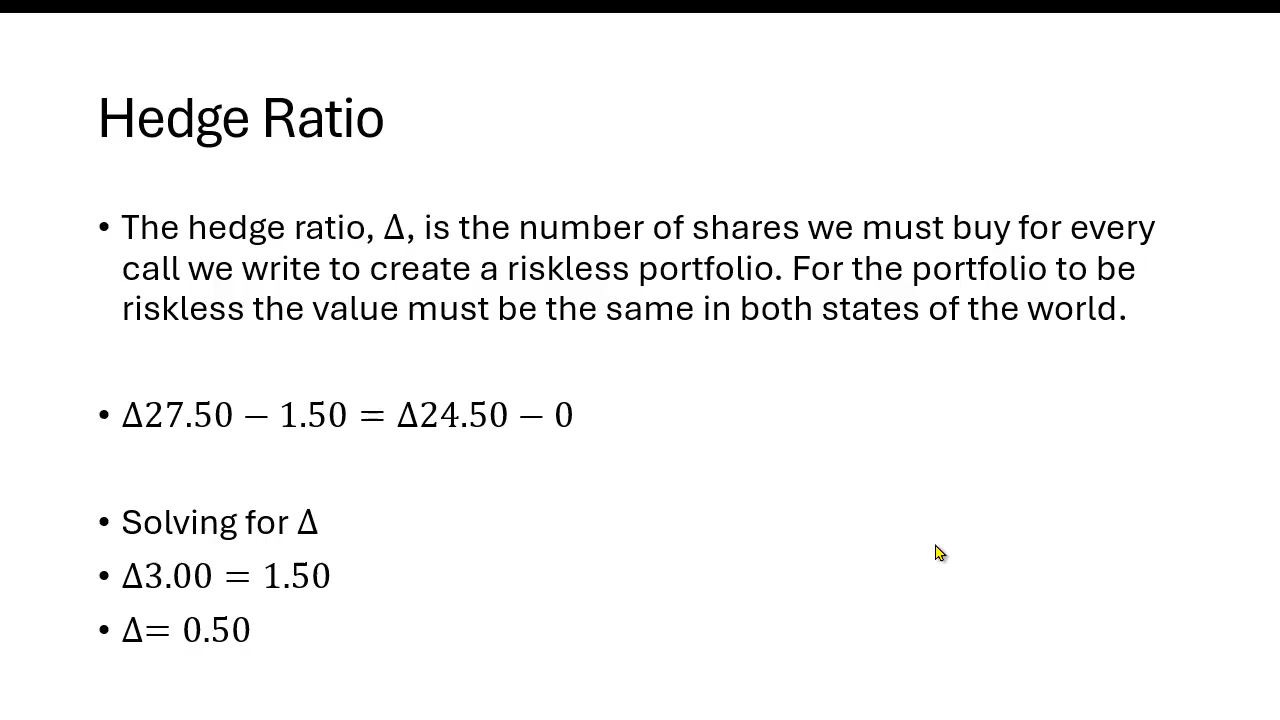 Hedge Ratio
• The hedge ratio, Δ, is the number of shares we must buy for every
call we write to create a riskless portfolio. For the portfolio to be
riskless the value must be the same in both states of the world.
• Δ27.50 − 1.50 = Δ24.50 − 0
• Solving for Δ
• Δ3.00 = 1.50
• Δ= 0.50